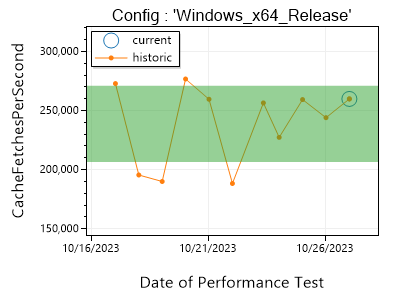 Config : 'Windows_x64_Release'
current
historic
300,000
250,000
200,000
150,000
CacheFetchesPerSecond
10/16/2023
10/21/2023
10/26/2023
Date of Performance Test